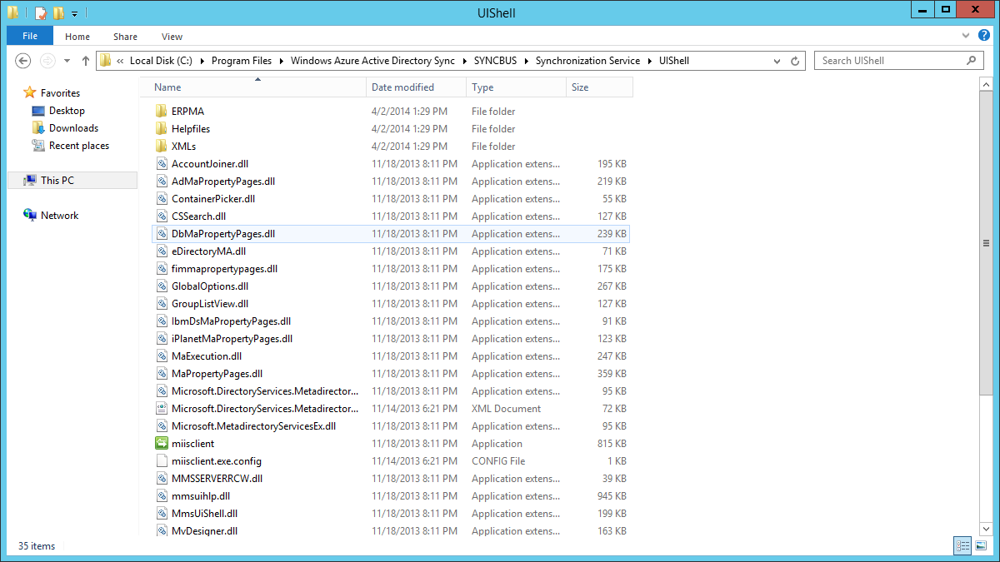 UIShell
File Home Share View
« Local Disk (C:) Program Files Windows Azure Active Directory Sync SYNCBUS Synchronization Service UIShell Search UIShell
Favorites
Desktop
Downloads
Recent places
This PC
Network
Name Date modified Type Size
ERPMA 4/2/2014 1:29 PM File folder
Helpfiles 4/2/2014 1:29 PM File folder
XMLs 4/2/2014 1:29 PM File folder
AccountJoiner.dll 11/18/2013 8:11 PM Application extens... 195 KB
AdMaPropertyPages.dll 11/18/2013 8:11 PM Application extens... 219 KB
ContainerPicker.dll 11/18/2013 8:11 PM Application extens... 55 KB
CSSearch.dll 11/18/2013 8:11 PM Application extens... 127 KB
DbMaPropertyPages.dll 11/18/2013 8:11 PM Application extens... 239 KB
eDirectoryMA.dll 11/18/2013 8:11 PM Application extens... 71 KB
fimmapropertypages.dll 11/18/2013 8:11 PM Application extens... 175 KB
GlobalOptions.dll 11/18/2013 8:11 PM Application extens... 267 KB
GroupListView.dll 11/18/2013 8:11 PM Application extens... 127 KB
IbmDsMaPropertyPages.dll 11/18/2013 8:11 PM Application extens... 91 KB
iPlanetMaPropertyPages.dll 11/18/2013 8:11 PM Application extens... 123 KB
MaExecution.dll 11/18/2013 8:11 PM Application extens... 247 KB
MaPropertyPages.dll 11/18/2013 8:11 PM Application extens... 359 KB
Microsoft.DirectoryServices.Metadirector... 11/18/2013 8:11 PM Application extens... 95 KB
Microsoft.DirectoryServices.Metadirector... 11/14/2013 6:21 PM XML Document 72 KB
Microsoft.MetadirectoryServicesEx.dll 11/18/2013 8:11 PM Application extens... 95 KB
miisclient 11/18/2013 8:11 PM Application 815 KB
miisclient.exe.config 11/14/2013 6:21 PM CONFIG File 1 KB
MMSSERVERRCW.dll 11/18/2013 8:11 PM Application extens... 39 KB
mmsuihlp.dll 11/18/2013 8:11 PM Application extens... 945 KB
MmsUiShell.dll 11/18/2013 8:11 PM Application extens... 199 KB
MvDesigner.dll 11/18/2013 8:11 PM Application extens... 163 KB
35 items